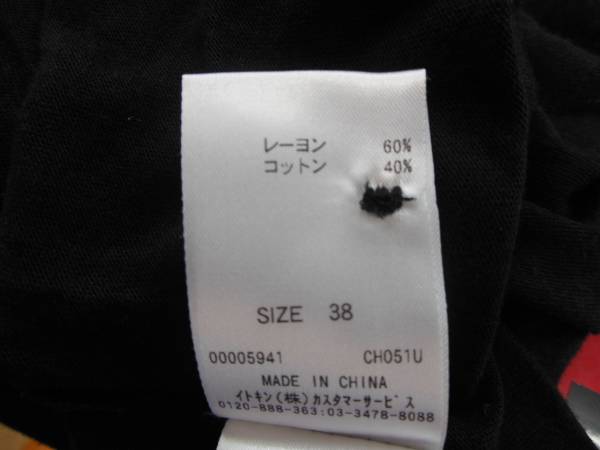 レーヨン 60%
コットン 40%
SIZE 38
00005941 CH051U
MADE IN CHINA
イトキン(株)カスタマーサービス
0120-888-363:03-3478-8088